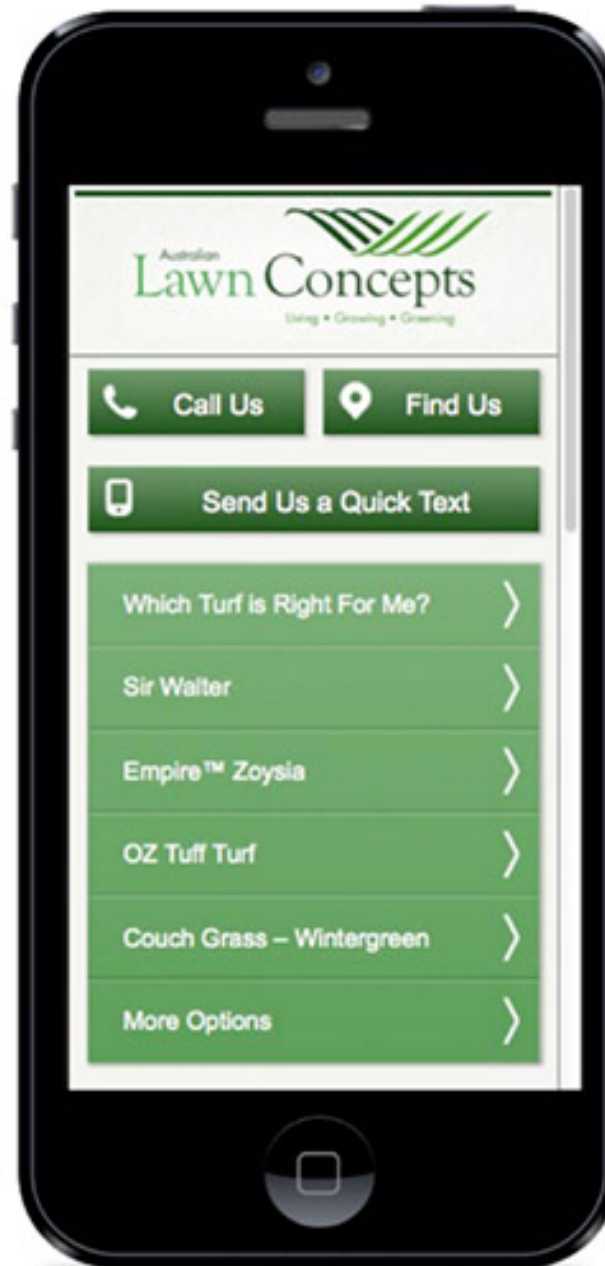 Australian
Lawn Concepts
Living • Growing • Greening
Call Us
Find Us
Send Us a Quick Text
Which Turf is Right For Me?
Sir Walter
Empire™ Zoysia
OZ Tuff Turf
Couch Grass – Wintergreen
More Options